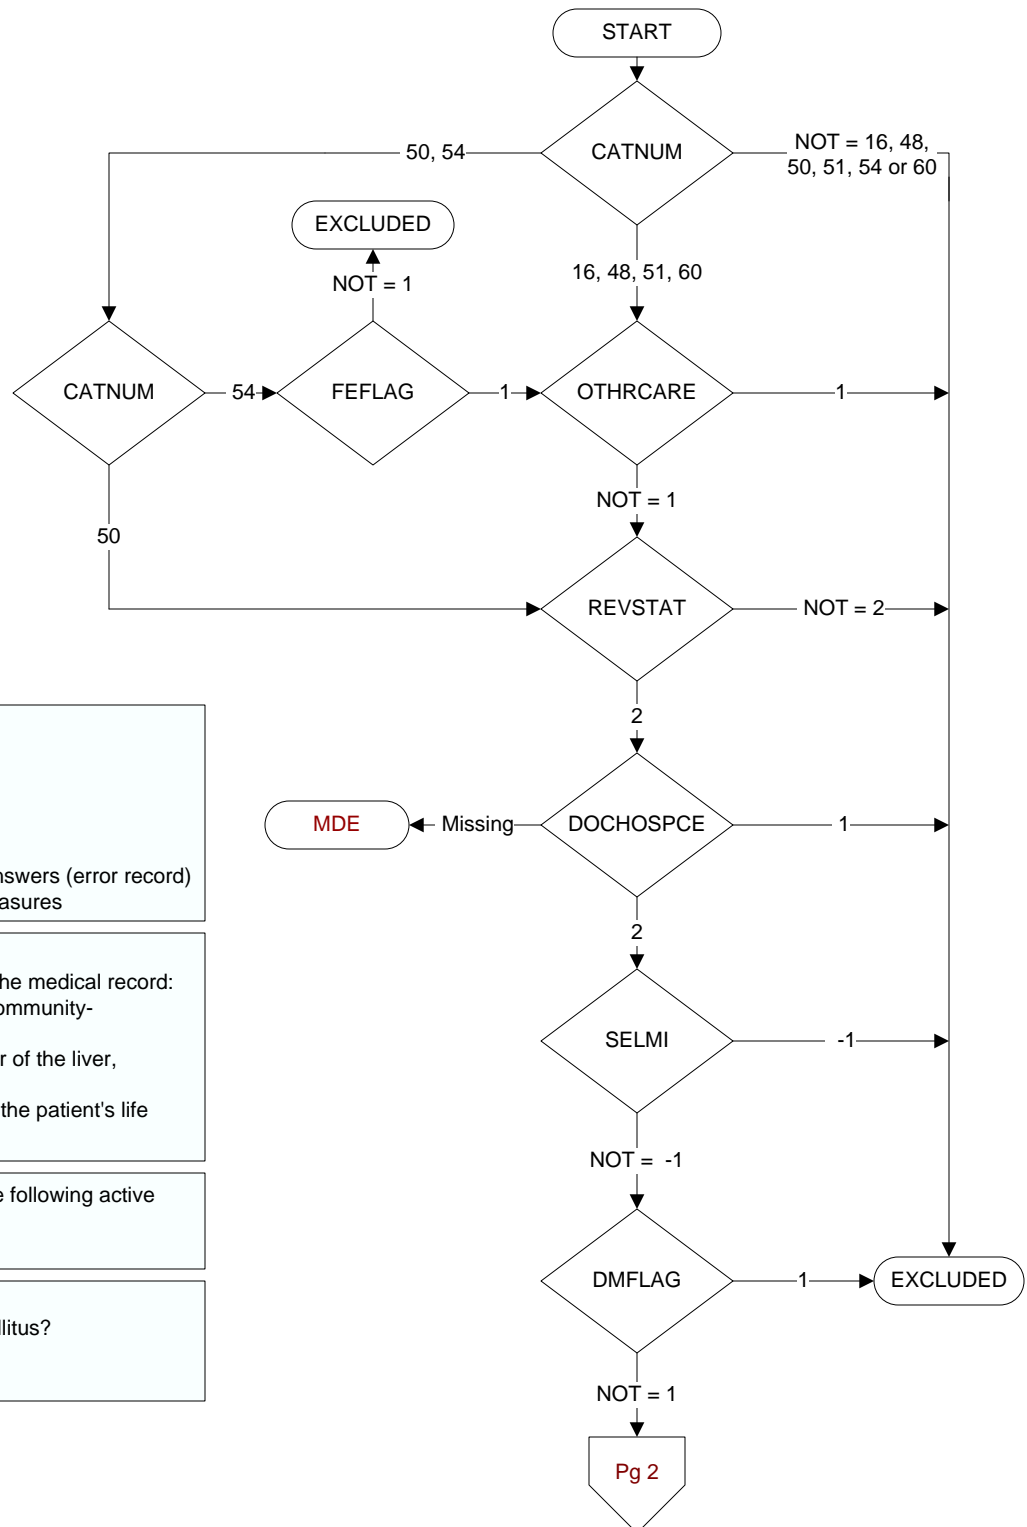 START
CATNUM
50, 54
NOT = 16, 48,
50, 51, 54 or 60
EXCLUDED
16, 48, 51, 60
NOT = 1
CATNUM
54
FEFLAG
1
OTHRCARE
1
NOT = 1
50
REVSTAT
NOT = 2
2
MDE
Missing
DOCHOSPCE
1
nswers (error record)
asures
2
he medical record:
ommunity-
r of the liver,
the patient's life
SELMI
-1
NOT = -1
e following active
DMFLAG
1
EXCLUDED
llitus?
NOT = 1
Pg 2